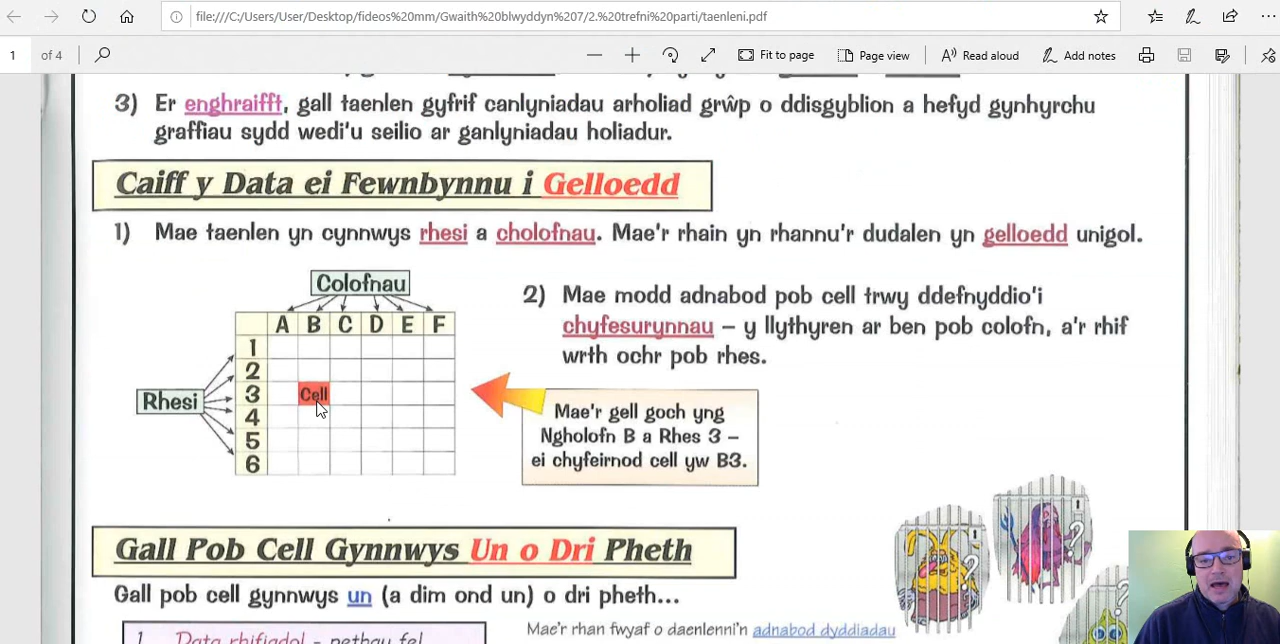 file:///C:/Users/User/Desktop/fideos%20mm/Gwaith%20blwyddyn%207/2.%20trefni%20parti/taenleni.pdf
1 of 4 Fit to page Page view Read aloud Add notes
3) Er enghraifft, gall taenlen gyfrif canlyniadau arholiad grŵp o ddisgyblion a hefyd gynhyrchu
graffiau sydd wedi'u seilio ar ganlyniadau holiadur.
Caiff y Data ei Fewnbynnu i Gelloedd
1) Mae taenlen yn cynnwys rhesi a cholofnau. Mae'r rhain yn rhannu'r dudalen yn gelloedd unigol.
Colofnau
A B C D E F
1
2
3 Cell
4
5
6
Rhesi
2) Mae modd adnabod pob cell trwy ddefnyddio'i
chyfesurynnau – y llythyren ar ben pob colofn, a'r rhif
wrth ochr pob rhes.
Mae'r gell goch yng
Ngholofn B a Rhes 3 –
ei chyfeirnod cell yw B3.
Gall Pob Cell Gynnwys Un o Dri Pheth
Gall pob cell gynnwys un (a dim ond un) o dri pheth...
1. Data rhifiadol - pethau fel
Mae'r rhan fwyaf o daenlenni'n adnabod dyddiadau